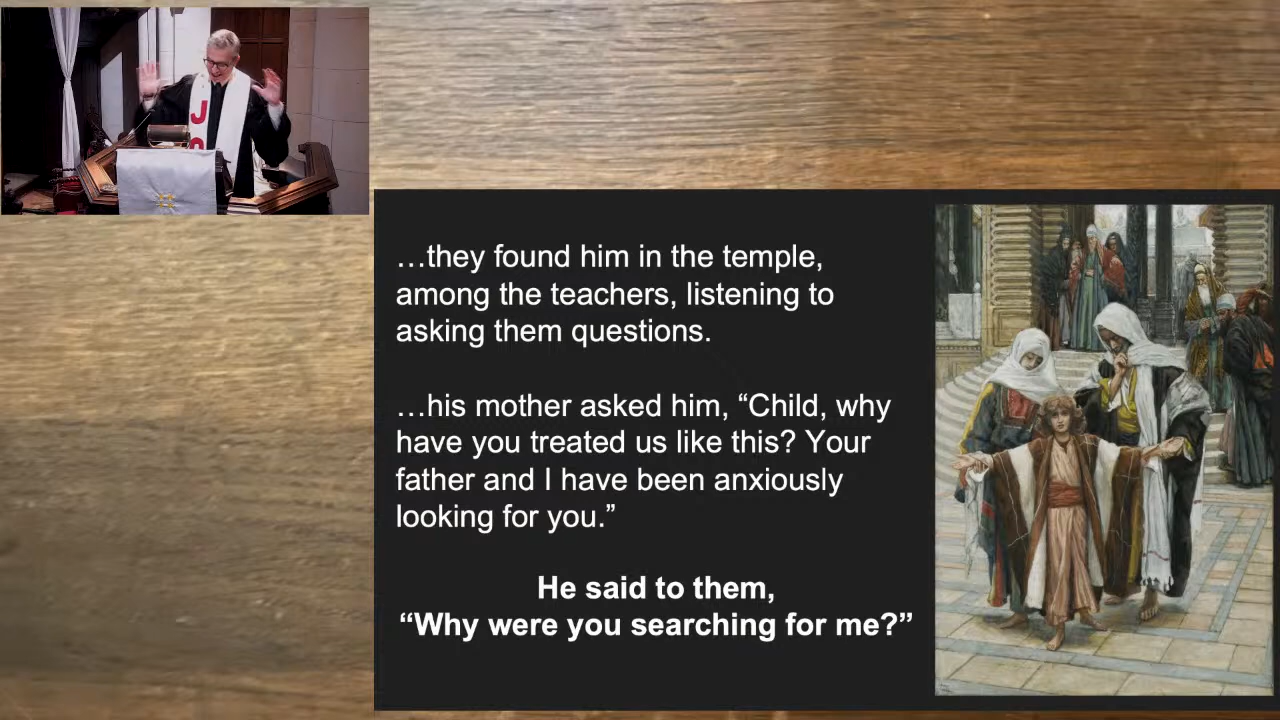 J
…they found him in the temple,
among the teachers, listening to
asking them questions.
…his mother asked him, “Child, why
have you treated us like this? Your
father and I have been anxiously
looking for you.”
He said to them,
“Why were you searching for me?”